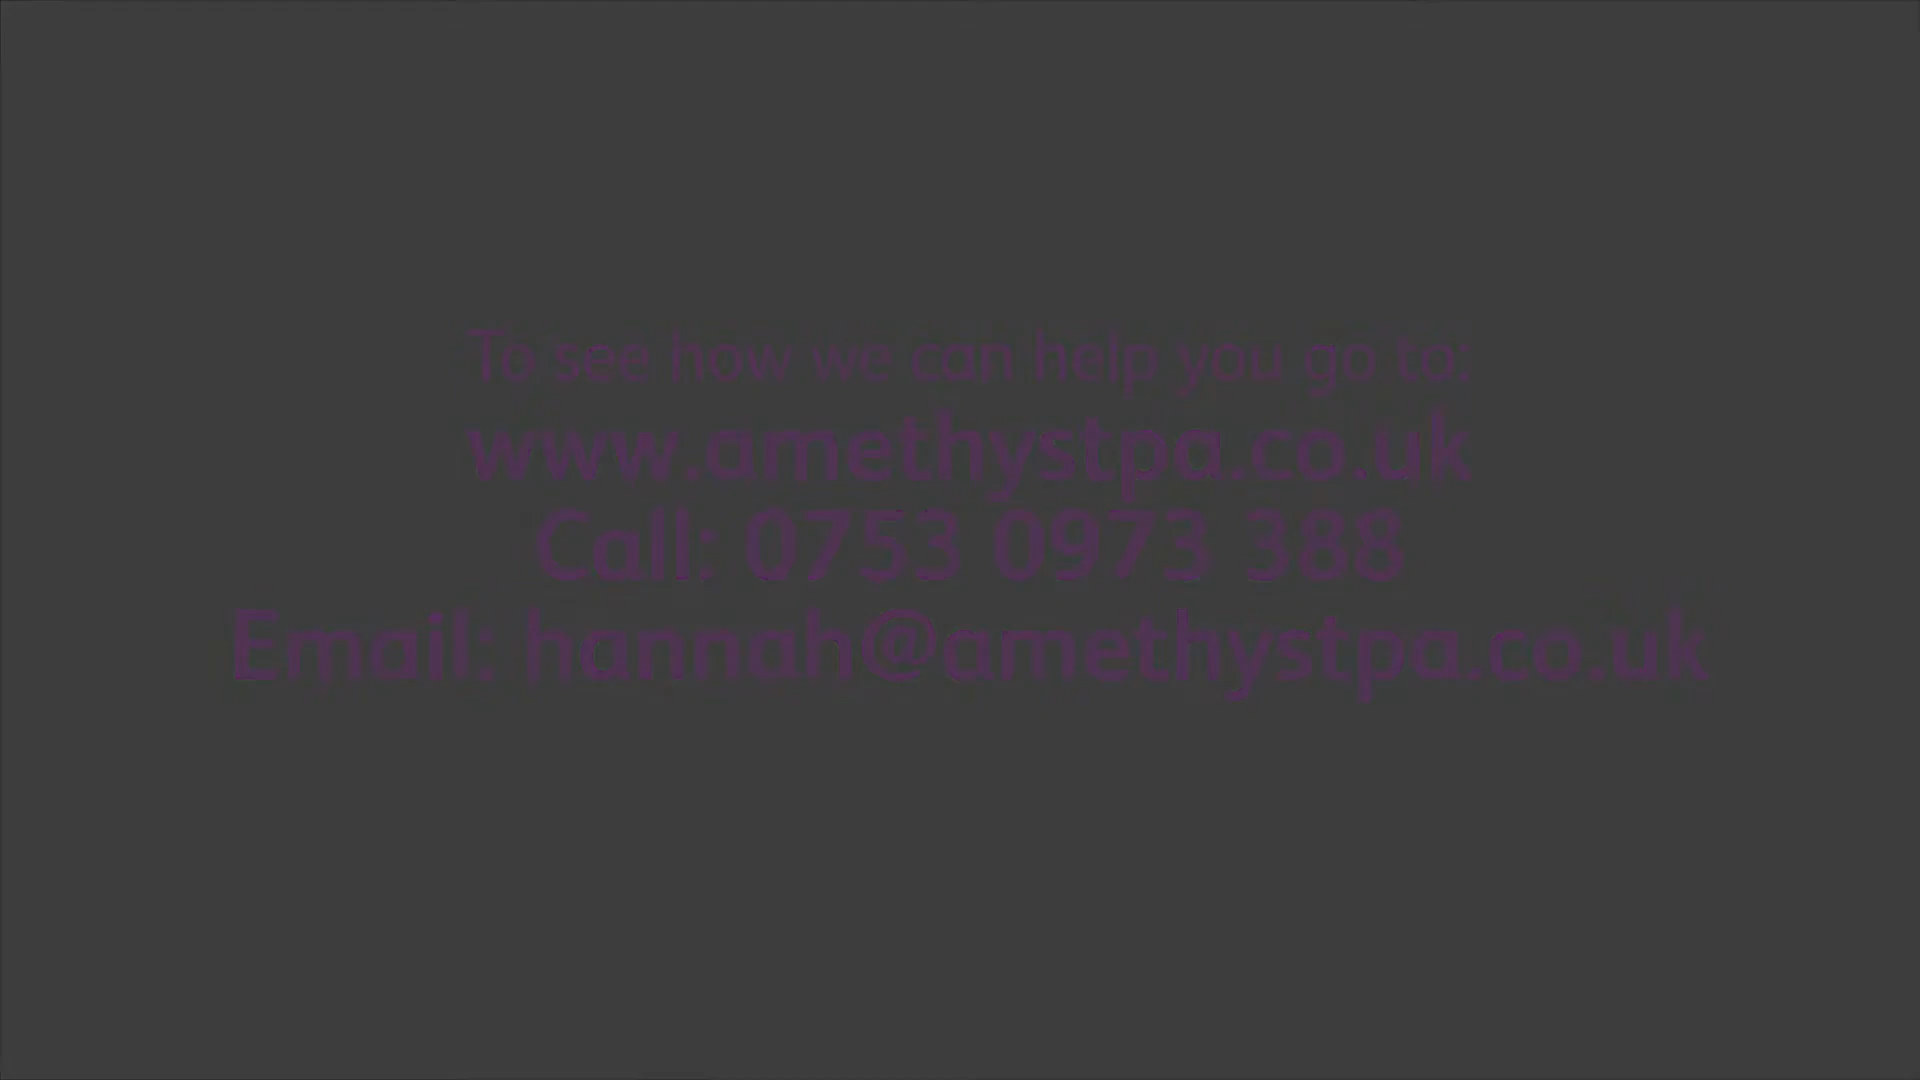 To see how we can help you go to:
www.amethystpa.co.uk
Call: 0753 0973 388
Email: hannah@amethystpa.co.uk